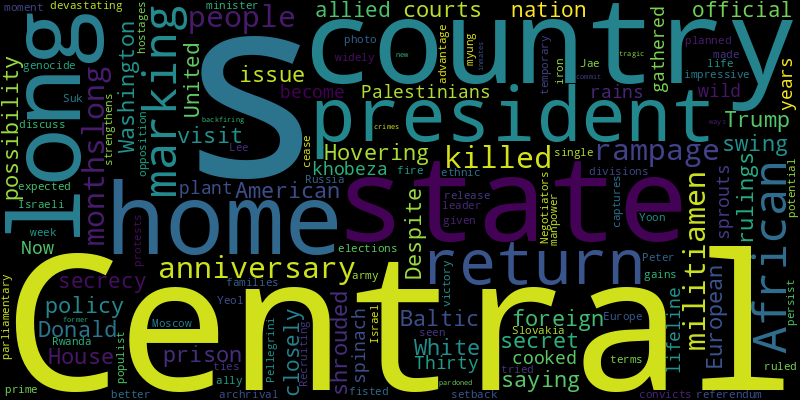 moment devastating minister allied courts nation official
people photo planned
hostages
genocide
long
marking
S
country
Washington
United
issue
widely
advantage
myung
inmates
temporary
iron
Jae
new
tragic
commit
gathered
made
life
impressive
years
possibility
long
months
Suk
discuss
strengthens
opposition
become
Palestinians
president
rains
wild
Trump
backfiring
visit
crimes
ways
Lee
cease
Hovering
killed
single
rampage
swing
expected
Israeli
protests
plant
American
khobeza
fire
Russia
ethnic
divisions
rulings
sprouts
potential
week
Now
home
state
release
leader
given
Negotiators
manpower
captures
Yoon
militiamen
African
elections
Despite
return
Peter
gains
secrecy
anniversary
army
families
victory
persist
parliamentary
policy
Yeol
Central
former
Donald
Moscow
Rwanda
House
populist
prison
ties
ally
Pellegrini
closely
Recruiting
shrouded
spinach
Israel
Baltic
seen
White
Thirty
foreign
Slovakia
Europe
secret
cooked
terms
saying
tried
lifeline
European
ruled
prime
better
archrival
fisted
pardoned
setback
convicts
referendum